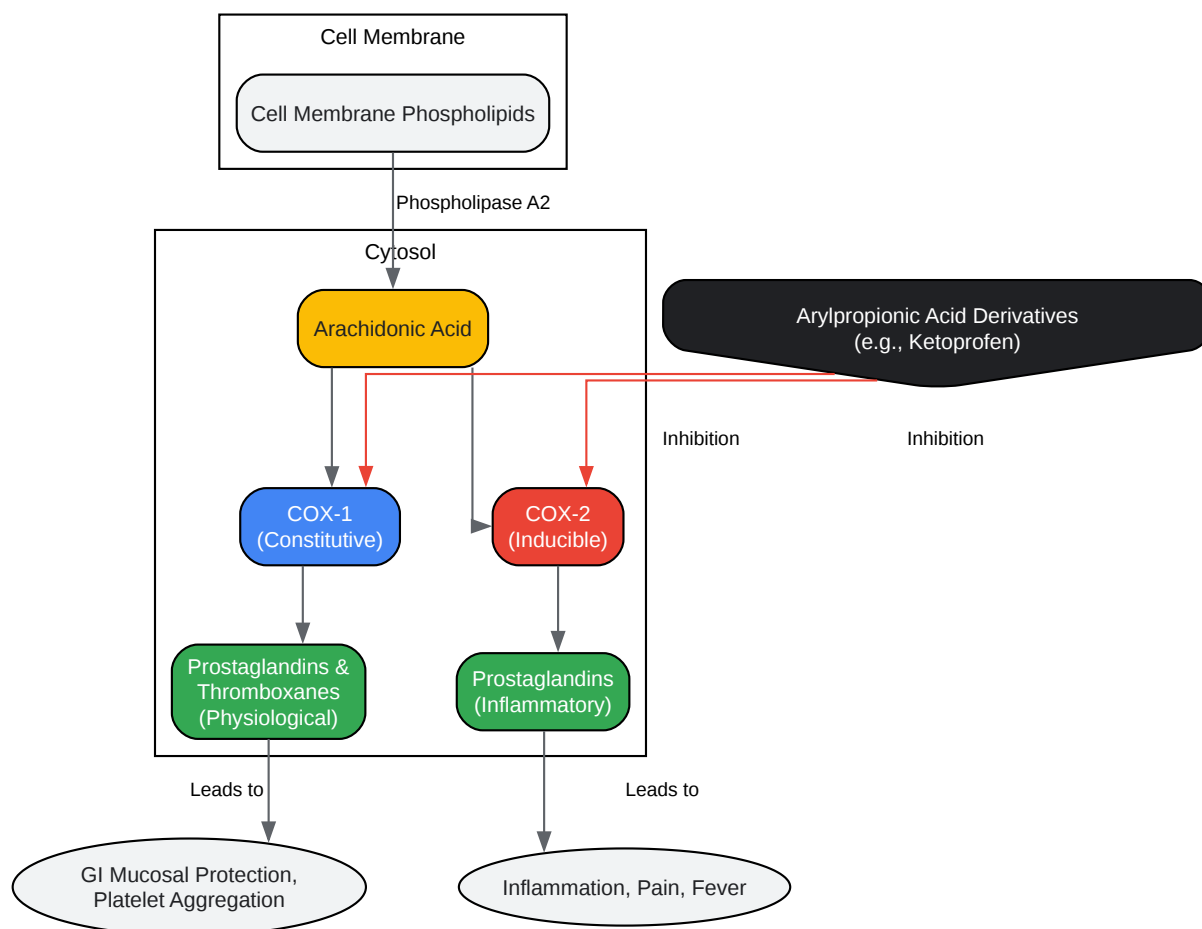 Cell Membrane
Cell Membrane Phospholipids
Phospholipase A2
Cytosol
Arachidonic Acid
Arylpropionic Acid Derivatives
(e.g., Ketoprofen)
Inhibition
Inhibition
COX-1
(Constitutive)
COX-2
(Inducible)
Prostaglandins &
Thromboxanes
(Physiological)
Prostaglandins
(Inflammatory)
Leads to
Leads to
GI Mucosal Protection,
Platelet Aggregation
Inflammation, Pain, Fever